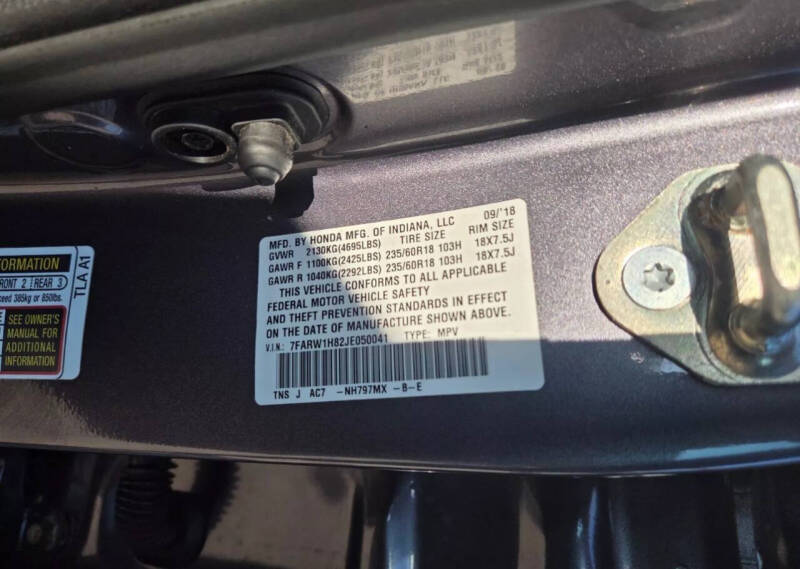 ORMATION
RONT 2 REAR 3
ceed 385kg or 850lbs.
SEE OWNER'S
MANUAL FOR
ADDITIONAL
INFORMATION
TLA A1
MFD. BY HONDA MFG. OF INDIANA, LLC 09/'18
GVWR 2130KG(4695LBS) TIRE SIZE RIM SIZE
GAWR F 1100KG(2425LBS) 235/60R18 103H 18X7.5J
GAWR R 1040KG(2292LBS) 235/60R18 103H 18X7.5J
THIS VEHICLE CONFORMS TO ALL APPLICABLE
FEDERAL MOTOR VEHICLE SAFETY
AND THEFT PREVENTION STANDARDS IN EFFECT
ON THE DATE OF MANUFACTURE SHOWN ABOVE.
V.I.N.: 7FARW1H82JE050041 TYPE: MPV
TNS J AC7 -NH797MX -B-E